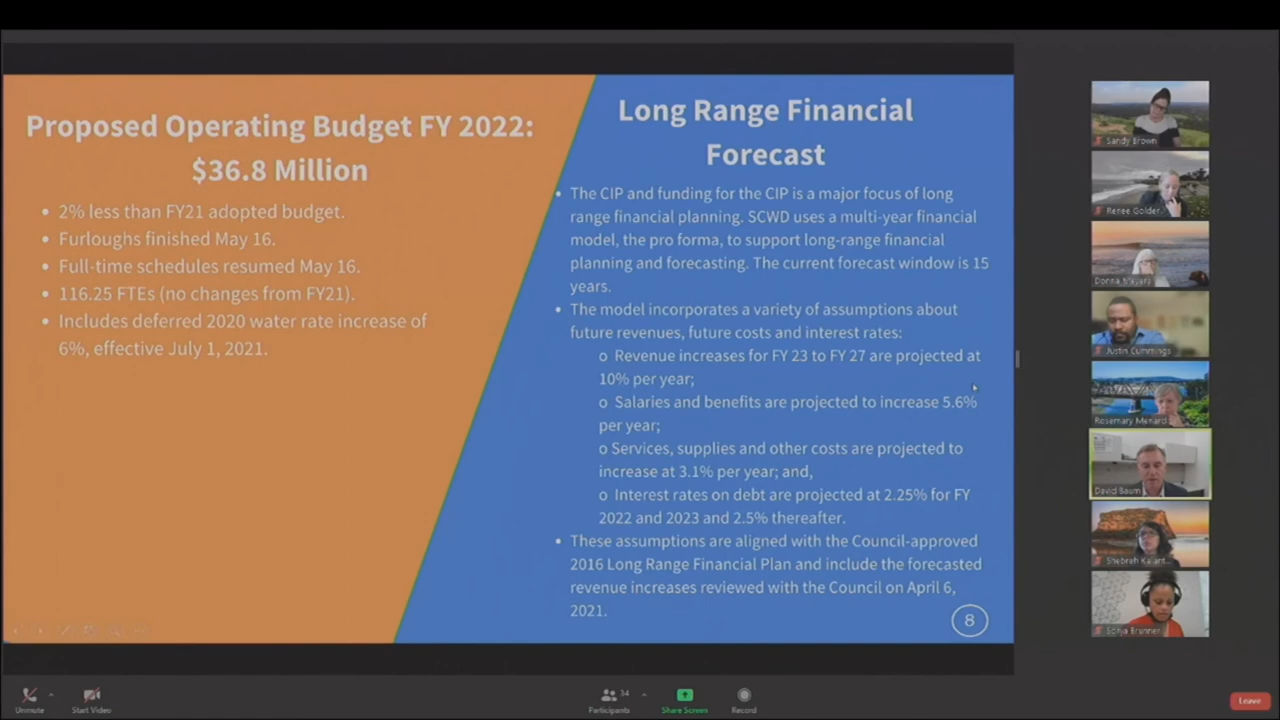 Proposed Operating Budget FY 2022:
$36.8 Million
• 2% less than FY21 adopted budget.
• Furloughs finished May 16.
• Full-time schedules resumed May 16.
• 116.25 FTEs (no changes from FY21).
• Includes deferred 2020 water rate increase of
6%, effective July 1, 2021.
Long Range Financial
Forecast
• The CIP and funding for the CIP is a major focus of long
range financial planning. SCWD uses a multi-year financial
model, the pro forma, to support long-range financial
planning and forecasting. The current forecast window is 15
years.
• The model incorporates a variety of assumptions about
future revenues, future costs and interest rates:
o Revenue increases for FY 23 to FY 27 are projected at
10% per year;
o Salaries and benefits are projected to increase 5.6%
per year;
o Services, supplies and other costs are projected to
increase at 3.1% per year; and,
o Interest rates on debt are projected at 2.25% for FY
2022 and 2023 and 2.5% thereafter.
• These assumptions are aligned with the Council-approved
2016 Long Range Financial Plan and include the forecasted
revenue increases reviewed with the Council on April 6,
2021.
8
Sandy Brown
Renee Golder
Donna Meyers
Justin Cummings
Rosemary Menard
David Baum
Shebreh Kalant...
Sonja Brunner
Unmute
Start Video
Participants
34
Share Screen
Record
Leave